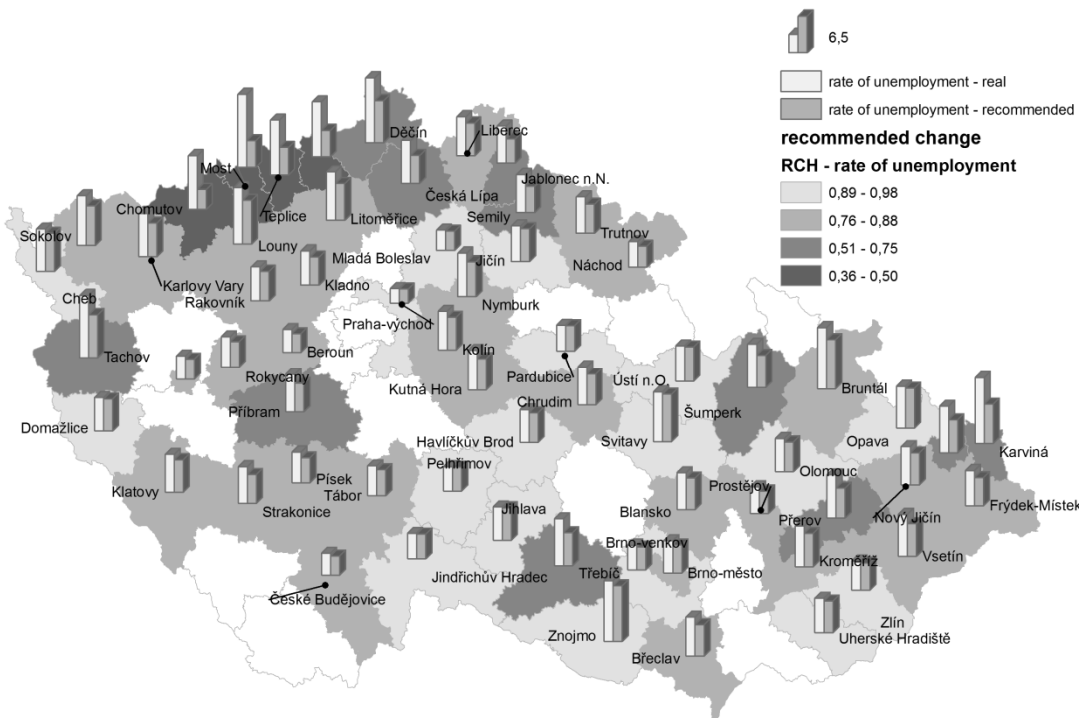 6,5
rate of unemployment - real
rate of unemployment - recommended
recommended change
RCH - rate of unemployment
0,89 - 0,98
0,76 - 0,88
0,51 - 0,75
0,36 - 0,50
Děčín
Liberec
Most
Jablonec n.N.
Česká Lípa
Chomutov
Teplice
Litoměřice
Semily
Sokolov
Louny
Trutnov
Mladá Boleslav
Jičín
Náchod
Karlovy Vary
Kladno
Cheb
Rakovník
Nymburk
Praha-východ
Tachov
Beroun
Kolín
Rokycany
Pardubice
Ústí n.O.
Bruntál
Kutná Hora
Chrudim
Příbram
Šumperk
Domažlice
Havlíčkův Brod
Svitavy
Opava
Karviná
Pelhřimov
Olomouc
Klatovy
Písek
Prostějov
Tábor
Strakonice
Jihlava
Blansko
Přerov
Nový Jičín
Frýdek-Místek
Brno-venkov
Vsetín
Jindřichův Hradec
Třebíč
Brno-město
Kroměříž
České Budějovice
Zlín
Znojmo
Uherské Hradiště
Břeclav